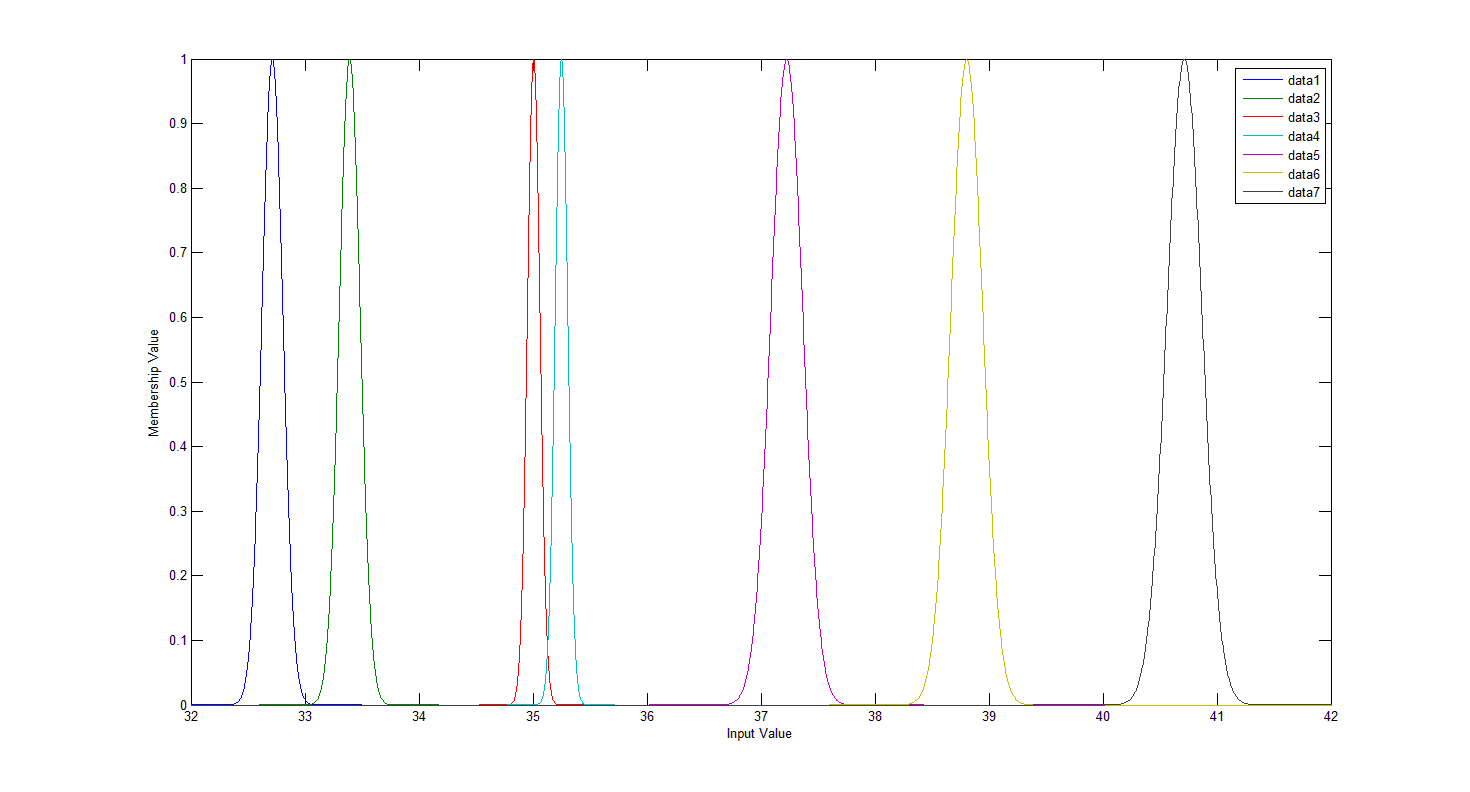 1
0.9
0.8
0.7
0.6
0.5
0.4
0.3
0.2
0.1
0
Membership Value
32 33 34 35 36 37 38 39 40 41 42
Input Value
data1
data2
data3
data4
data5
data6
data7